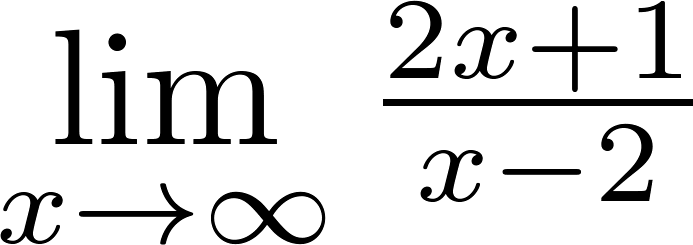 lim x→∞ (2x+1)/(x−2)